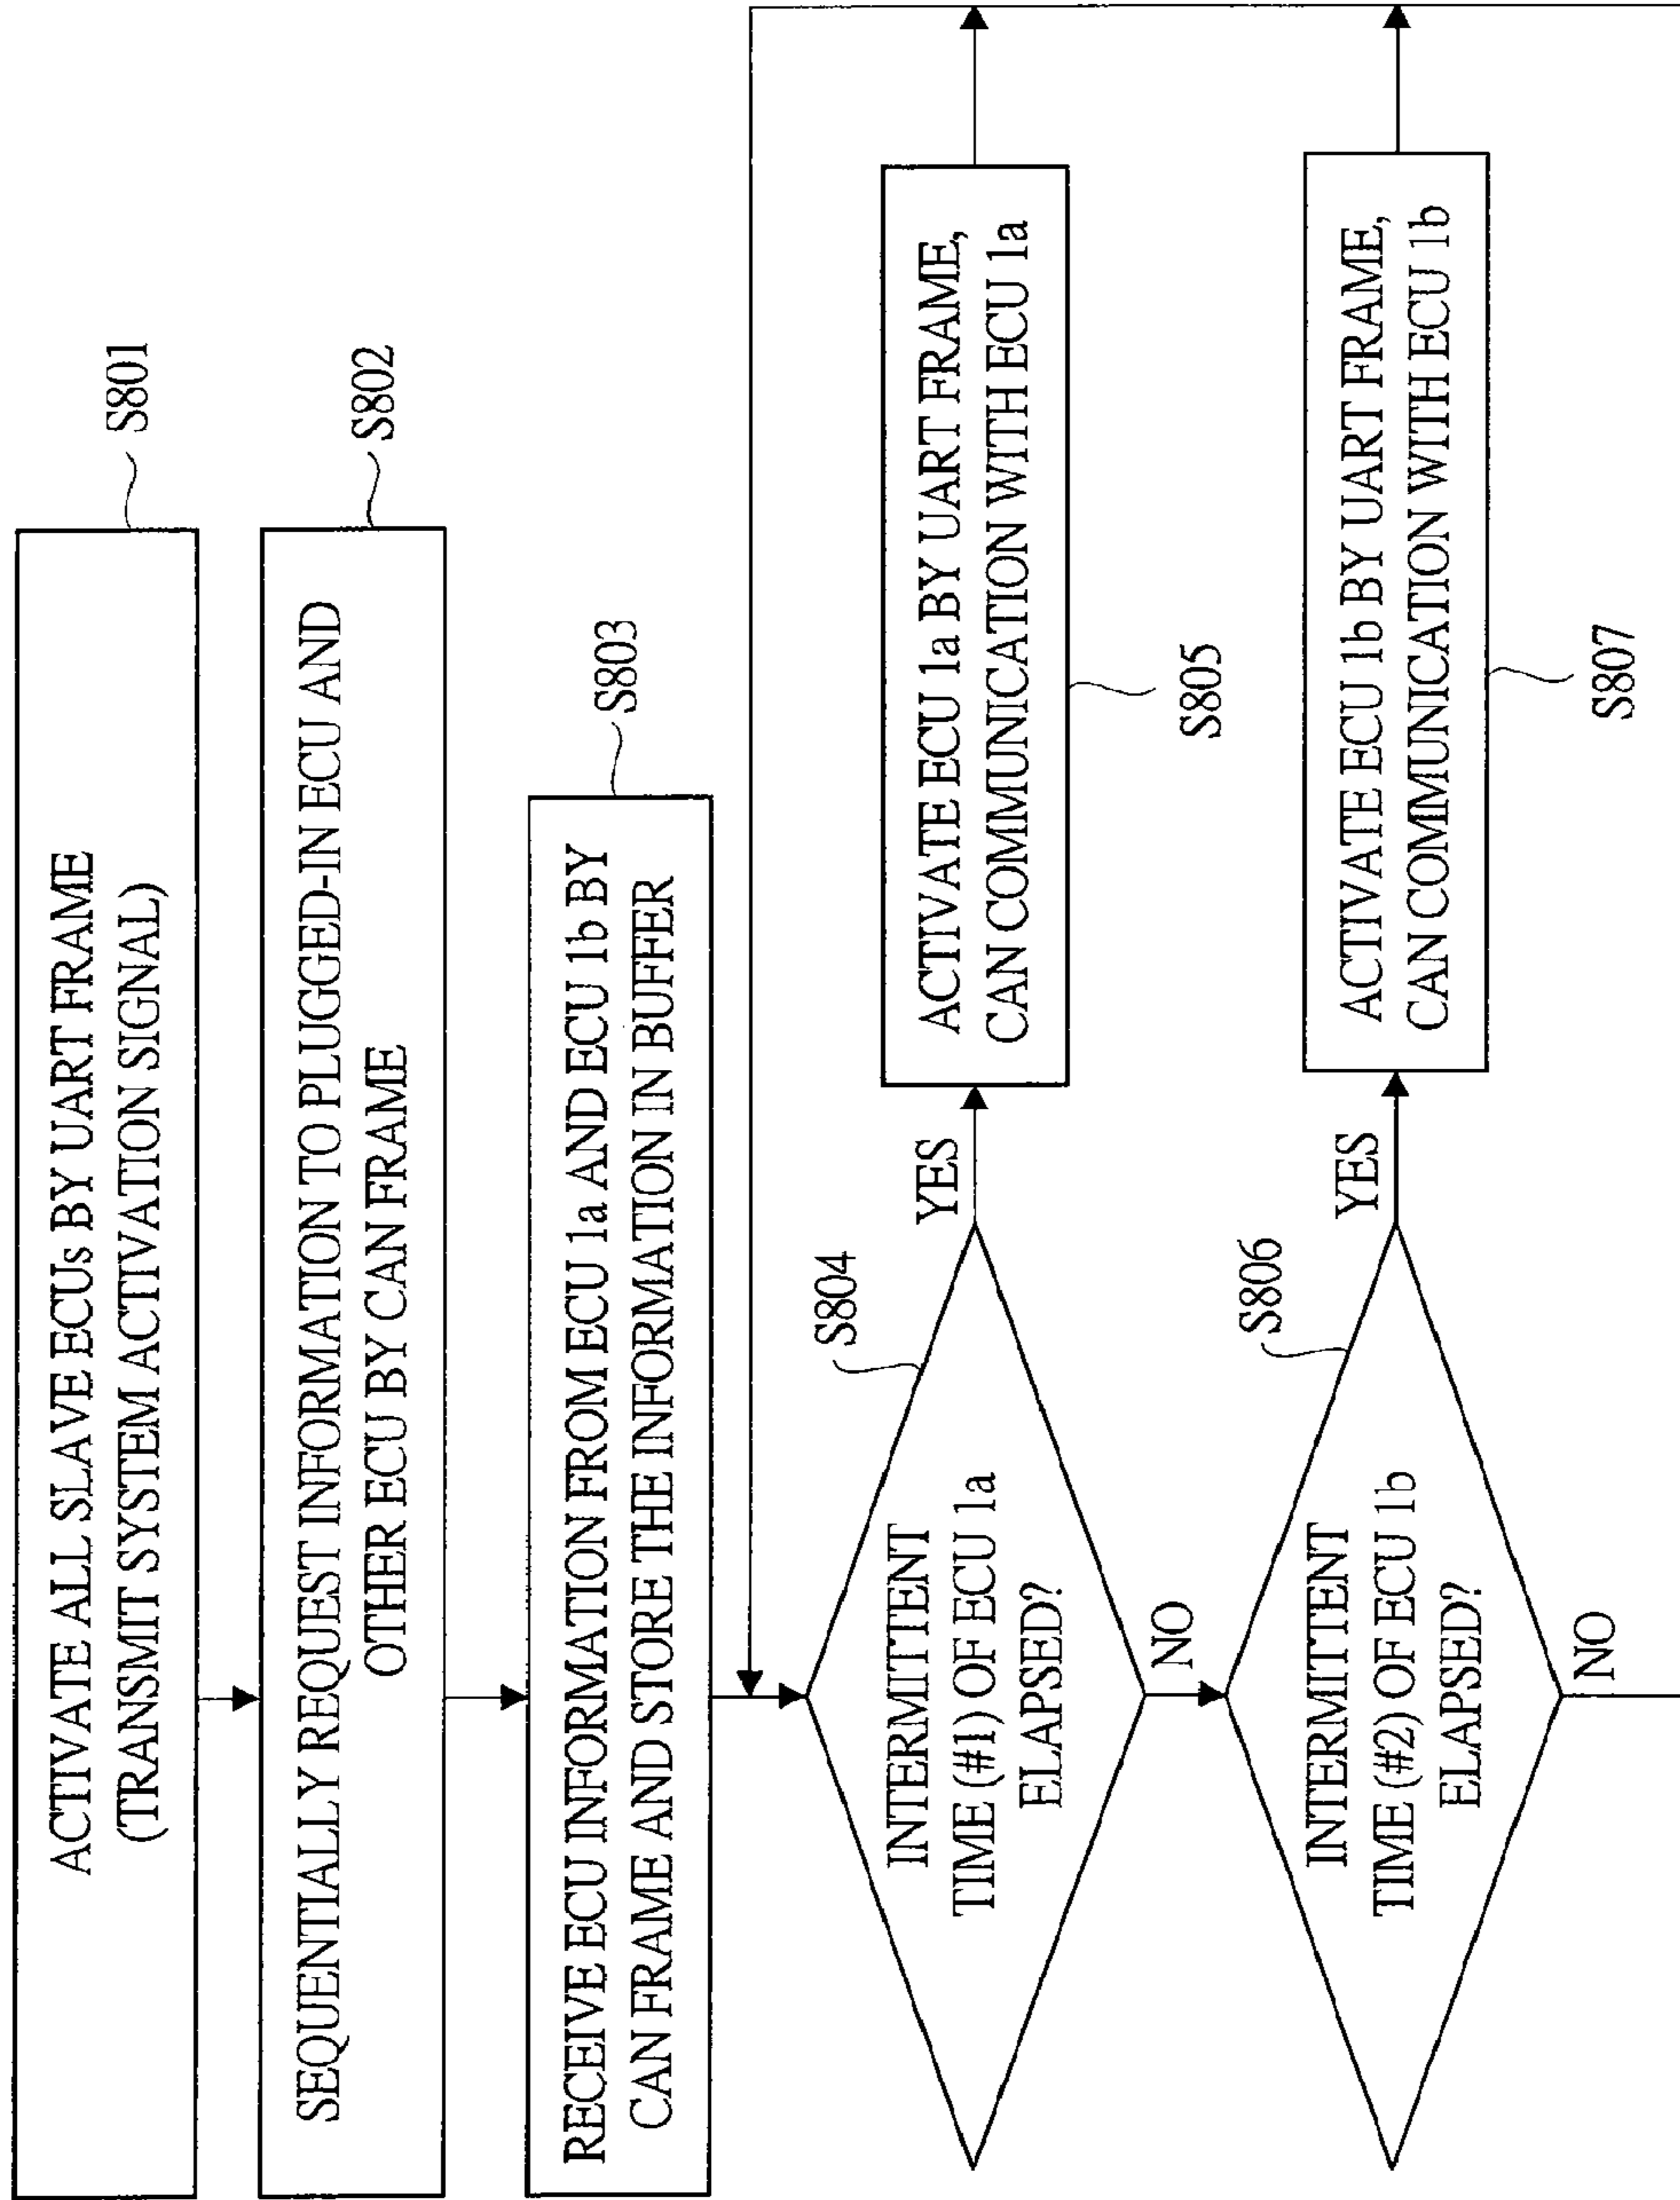 ACTIVATE ALL SLAVE ECUs BY UART FRAME
(TRANSMIT SYSTEM ACTIVATION SIGNAL)
S801
SEQUENTIALLY REQUEST INFORMATION TO PLUGGED-IN ECU AND
OTHER ECU BY CAN FRAME
S802
RECEIVE ECU INFORMATION FROM ECU 1a AND ECU 1b BY
CAN FRAME AND STORE THE INFORMATION IN BUFFER
S803
INTERMITTENT
TIME (#1) OF ECU 1a
ELAPSED?
S804
YES
NO
ACTIVATE ECU 1a BY UART FRAME,
CAN COMMUNICATION WITH ECU 1a
S805
INTERMITTENT
TIME (#2) OF ECU 1b
ELAPSED?
S806
YES
NO
ACTIVATE ECU 1b BY UART FRAME,
CAN COMMUNICATION WITH ECU 1b
S807